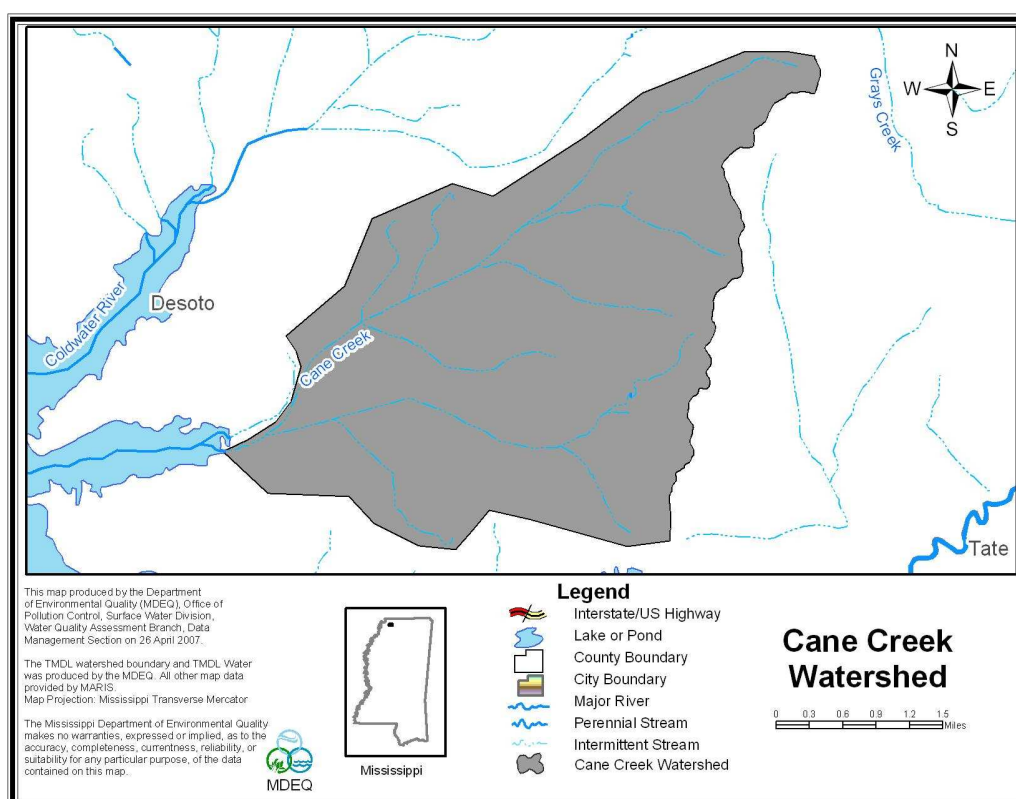 N
W E
S
Grays Creek
Coldwater River
Desoto
Cane Creek
Tate
This map produced by the Department
of Environmental Quality (MDEQ), Office of
Pollution Control, Surface Water Division,
Water Quality Assessment Branch, Data
Management Section on 26 April 2007.
The TMDL watershed boundary and TMDL Water
was produced by the MDEQ. All other map data
provided by MARIS.
Map Projection: Mississippi Transverse Mercator
The Mississippi Department of Environmental Quality
makes no warranties, expressed or implied, as to the
accuracy, completeness, currentness, reliability, or
suitability for any particular purpose, of the data
contained on this map.
MDEQ
Mississippi
Legend
Interstate/US Highway
Lake or Pond
County Boundary
City Boundary
Major River
Perennial Stream
Intermittent Stream
Cane Creek Watershed
Cane Creek
Watershed
0 0.3 0.6 0.9 1.2 1.5
Miles